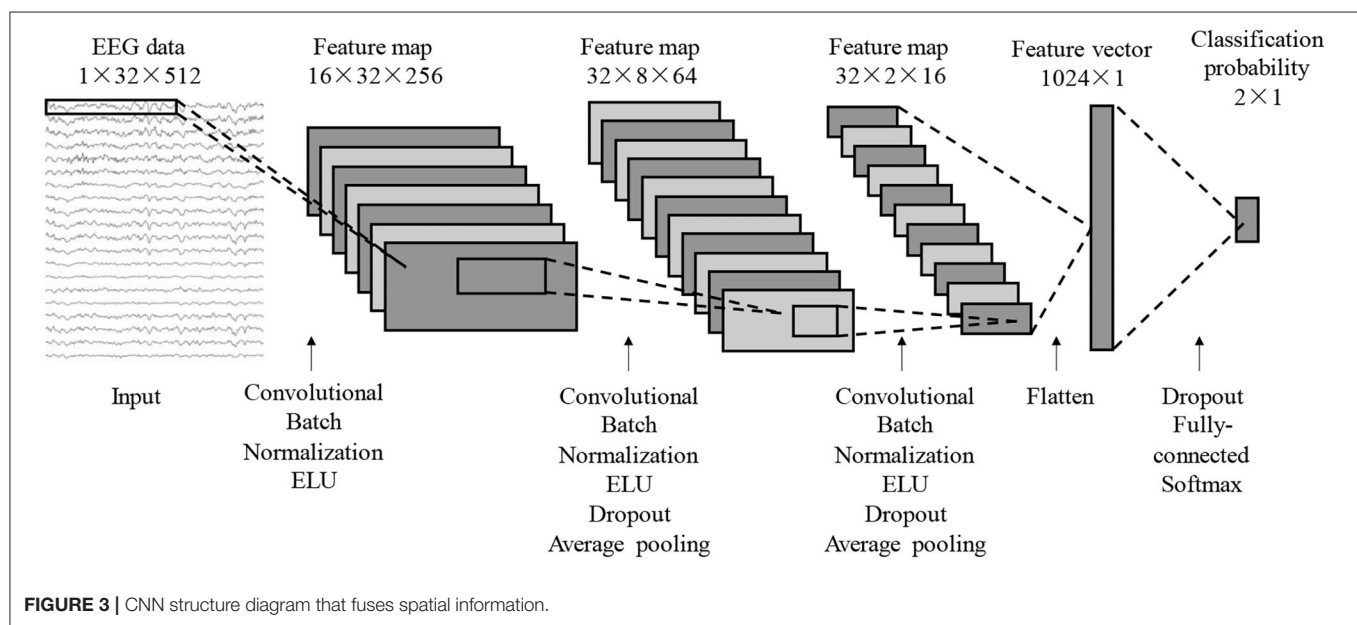 EEG data
1×32×512
Feature map
16×32×256
Feature map
32×8×64
Feature map
32×2×16
Feature vector
1024×1
Classification
probability
2×1
Input
Convolutional
Batch
Normalization
ELU
Convolutional
Batch
Normalization
ELU
Dropout
Average pooling
Convolutional
Batch
Normalization
ELU
Dropout
Average pooling
Flatten
Dropout
Fully-
connected
Softmax
FIGURE 3 | CNN structure diagram that fuses spatial information.